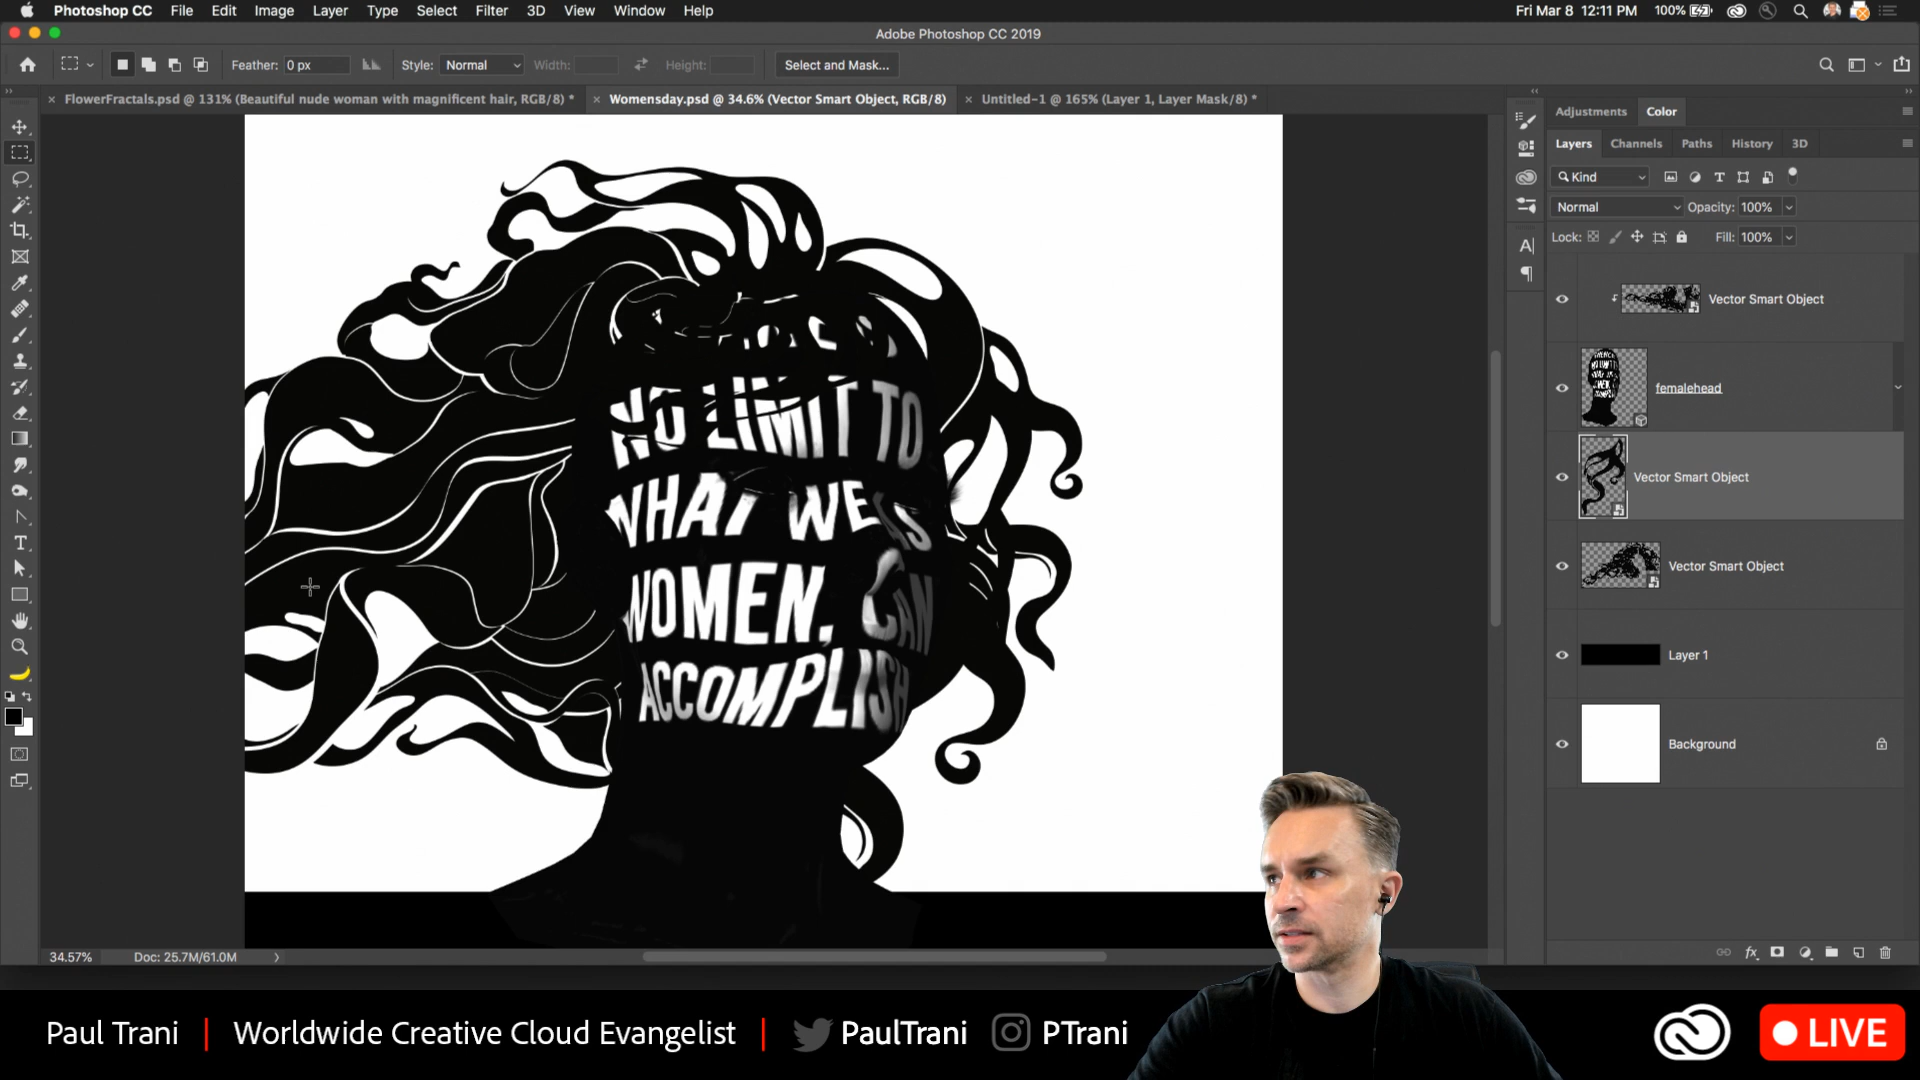 Photoshop CC File Edit Image Layer Type Select Filter 3D View Window Help Fri Mar 8 12:11 PM 100%
Adobe Photoshop CC 2019
Feather: 0 px Style: Normal Width: Height: Select and Mask...
FlowerFractals.psd @ 131% (Beautiful nude woman with magnificent hair, RGB/8) *
Womensday.psd @ 34.6% (Vector Smart Object, RGB/8)
Untitled-1 @ 165% (Layer 1, Layer Mask/8) *
Adjustments Color
Layers Channels Paths History 3D
Kind
Normal Opacity: 100%
Lock: Fill: 100%
Vector Smart Object
femalehead
Vector Smart Object
Vector Smart Object
Layer 1
Background
NO LIMIT TO
WHAT WE AS
WOMEN, CAN
ACCOMPLISH
34.57% Doc: 25.7M/61.0M
Paul Trani | Worldwide Creative Cloud Evangelist | PaulTrani PTrani
LIVE